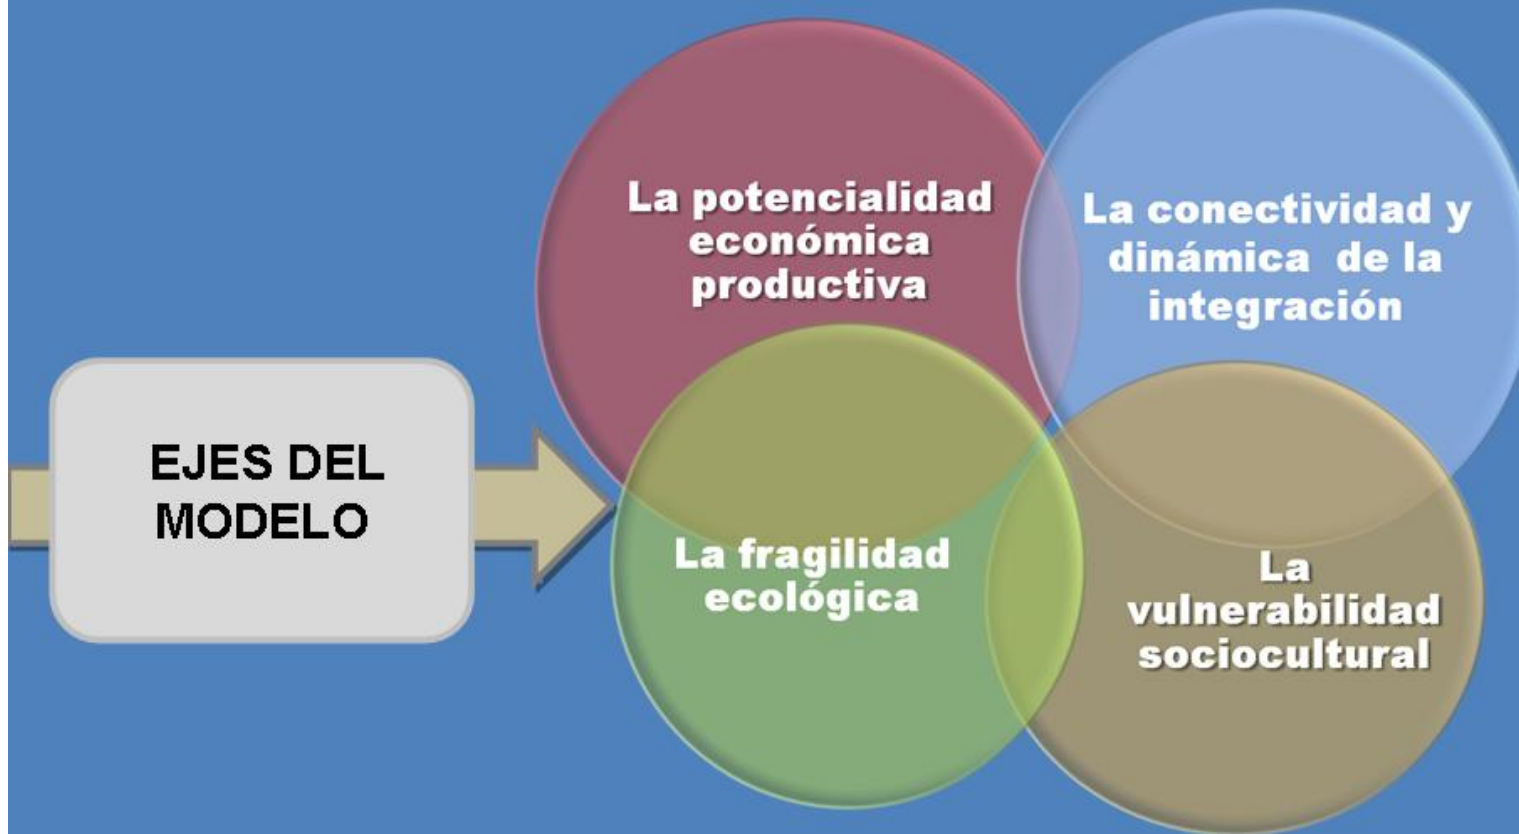 EJES DEL
MODELO
La potencialidad
económica
productiva
La conectividad y
dinámica de la
integración
La fragilidad
ecológica
La
vulnerabilidad
sociocultural